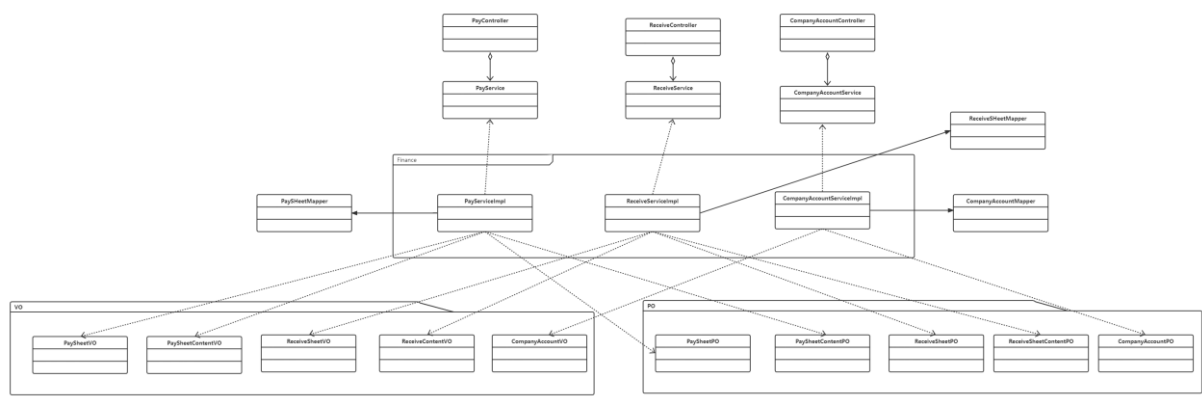 PayController
ReceiveController
CompanyAccountController
PayService
ReceiveService
CompanyAccountService
ReceiveSHeetMapper
Finance
PaySHeetMapper
PayServiceImpl
ReceiveServiceImpl
CompanyAccountServiceImpl
CompanyAccountMapper
VO
PO
PaySheetVO
PaySheetContentVO
ReceiveSheetVO
ReceiveContentVO
CompanyAccountVO
PaySheetPO
PaySheetContentPO
ReceiveSheetPO
ReceiveSheetContentPO
CompanyAccountPO